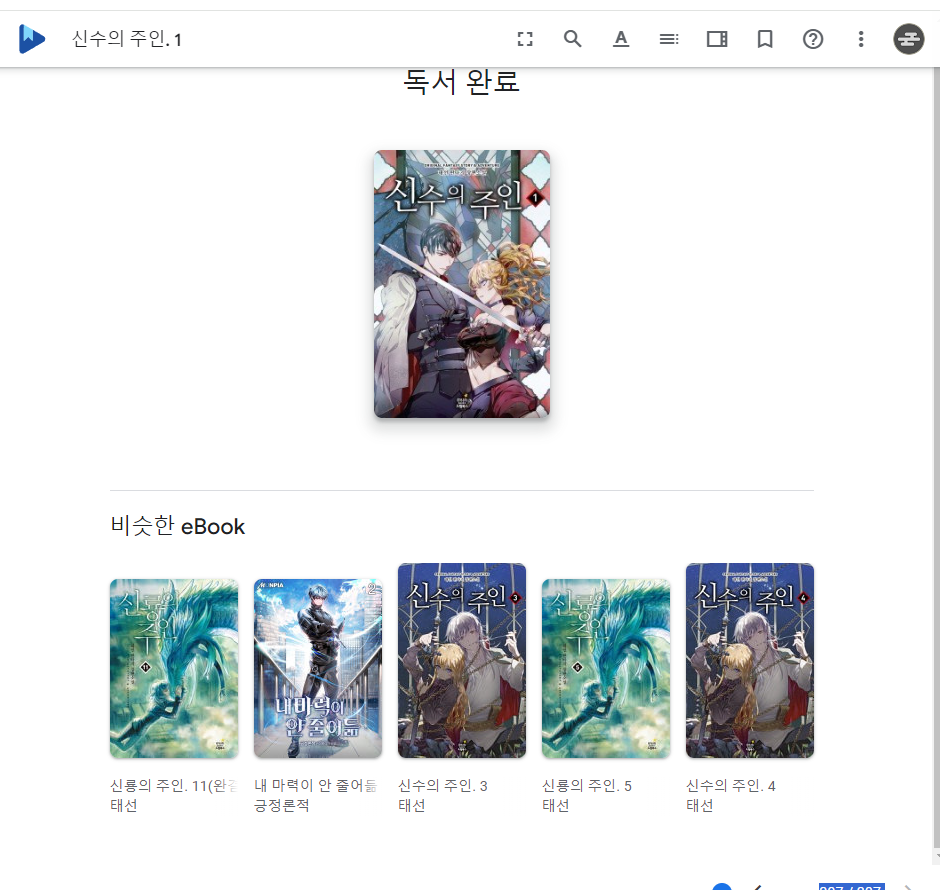 신수의 주인. 1
독서 완료
신수의 주인 1
비슷한 eBook
신룡의 주인 11
MUNPIA
내 마력이
안 줄어듦
신수의 주인 3
신룡의 주인 5
신수의 주인 4
신룡의 주인. 11(완결
태선
내 마력이 안 줄어듦
긍정론적
신수의 주인. 3
태선
신룡의 주인. 5
태선
신수의 주인. 4
태선